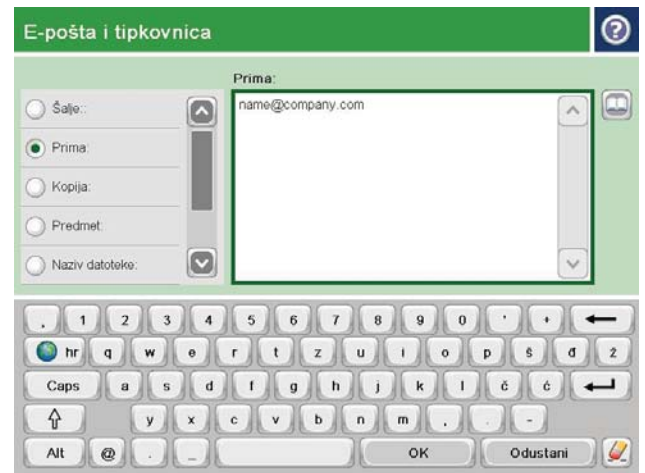 E-pošta i tipkovnica
Prima:
Šalje::
name@company.com
Prima:
Kopija:
Predmet:
Naziv datoteke:
, 1 2 3 4 5 6 7 8 9 0 ' +
hr q w e r t z u i o p š đ ž
Caps a s d f g h j k l č ć
y x c v b n m , . -
Alt @ . _ OK Odustani